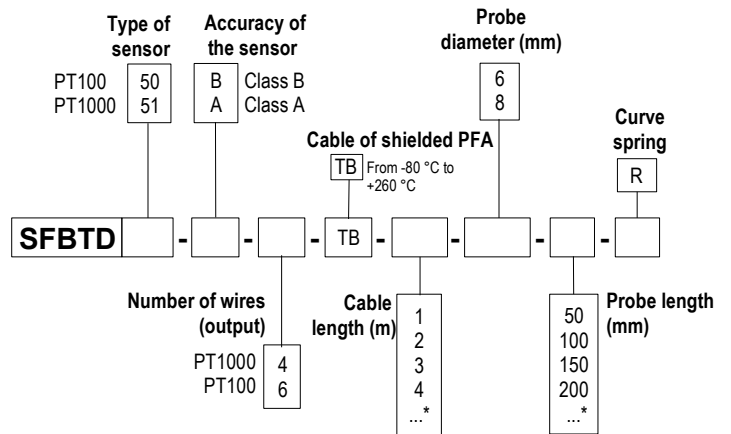 Type of
sensor
PT100 50
PT1000 51
Accuracy of
the sensor
B Class B
A Class A
Probe
diameter (mm)
6
8
Cable of shielded PFA
TB From -80 °C to
+260 °C
Curve
spring
R
SFBTD - - - TB - - - -
Number of wires
(output)
PT1000 4
PT100 6
Cable
length (m)
1
2
3
4
...*
Probe length
(mm)
50
100
150
200
...*